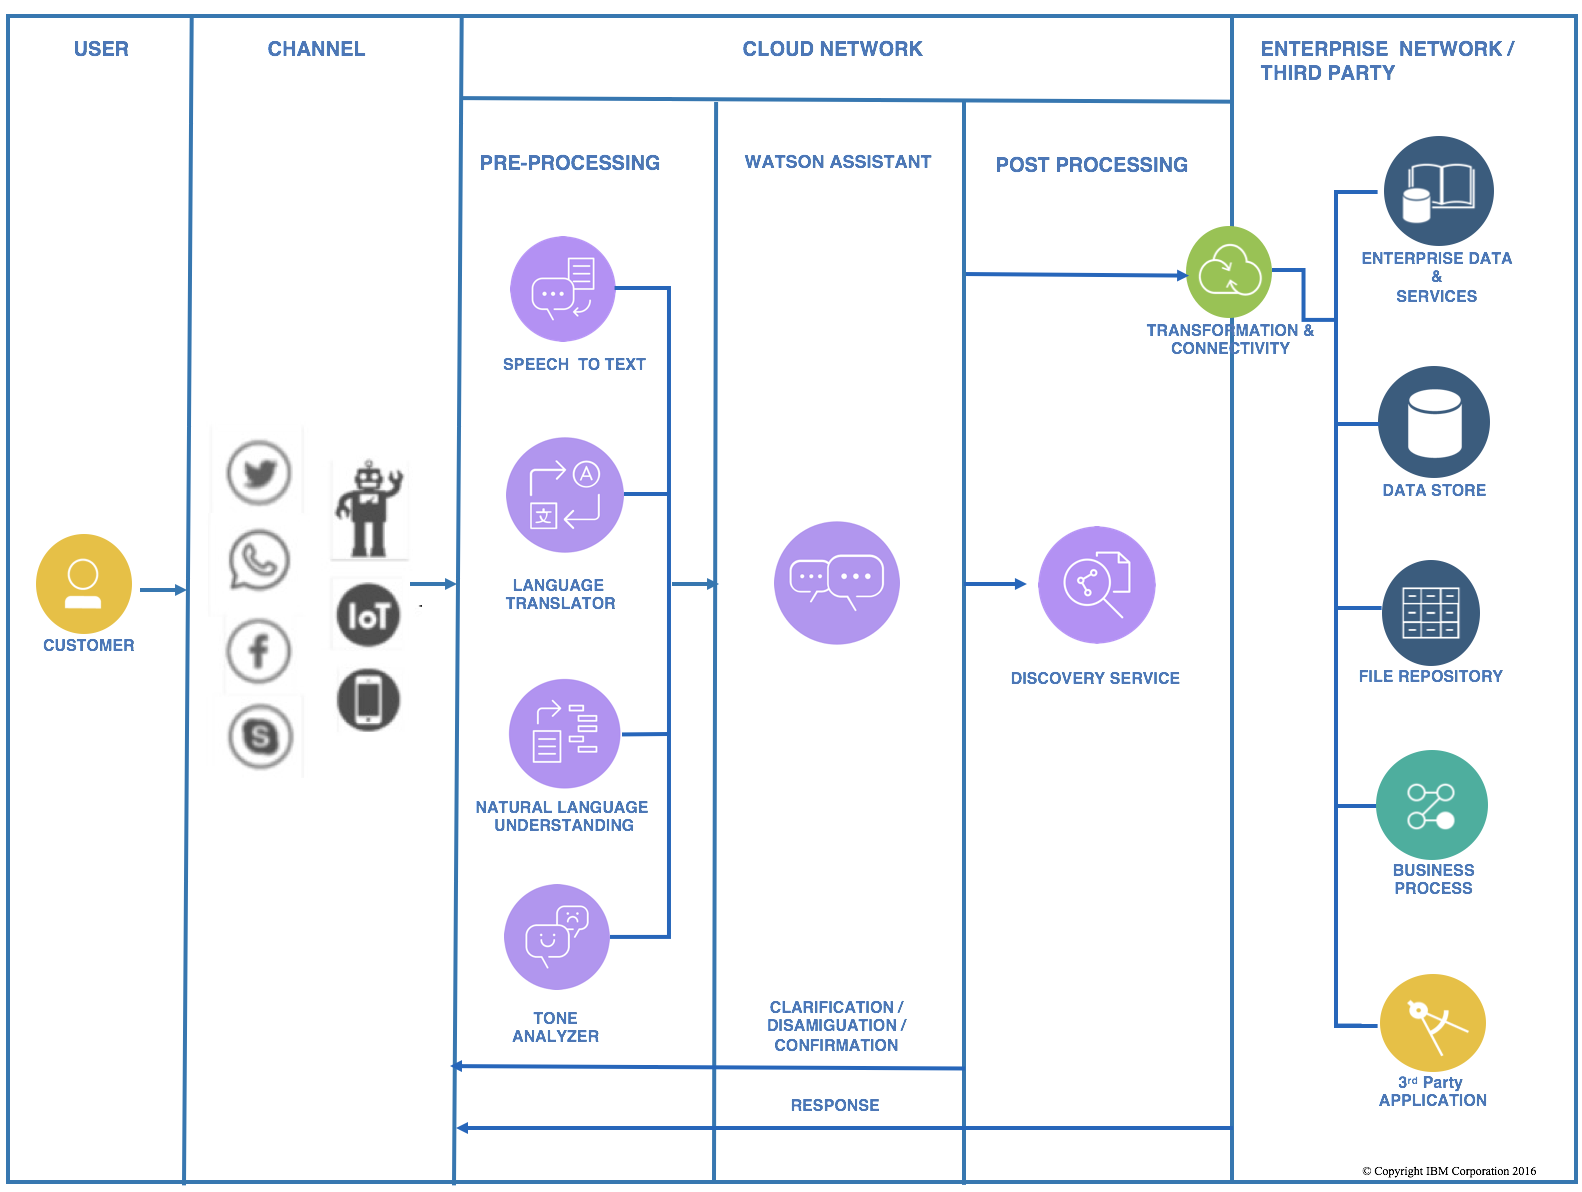 USER
CHANNEL
CLOUD NETWORK
ENTERPRISE NETWORK /
THIRD PARTY
PRE-PROCESSING
WATSON ASSISTANT
POST PROCESSING
SPEECH TO TEXT
A
文
LANGUAGE
TRANSLATOR
NATURAL LANGUAGE
UNDERSTANDING
TONE
ANALYZER
CUSTOMER
IoT
f
S
DISCOVERY SERVICE
TRANSFORMATION &
CONNECTIVITY
ENTERPRISE DATA
&
SERVICES
DATA STORE
FILE REPOSITORY
BUSINESS
PROCESS
3rd Party
APPLICATION
CLARIFICATION /
DISAMIGUATION /
CONFIRMATION
RESPONSE
© Copyright IBM Corporation 2016